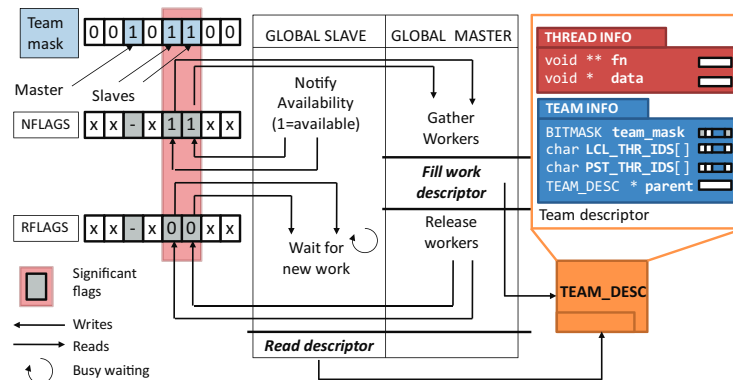 Team
mask
0 0 1 0 1 1 0 0
Master
Slaves
NFLAGS
x x - x 1 1 x x
RFLAGS
x x - x 0 0 x x
Significant
flags
Writes
Reads
Busy waiting
GLOBAL SLAVE
GLOBAL MASTER
Notify
Availability
(1=available)
Gather
Workers
Fill work
descriptor
Release
workers
Wait for
new work
Read descriptor
THREAD INFO
void ** fn
void * data
TEAM INFO
BITMASK team_mask
char LCL_THR_IDS[]
char PST_THR_IDS[]
TEAM_DESC * parent
Team descriptor
TEAM_DESC